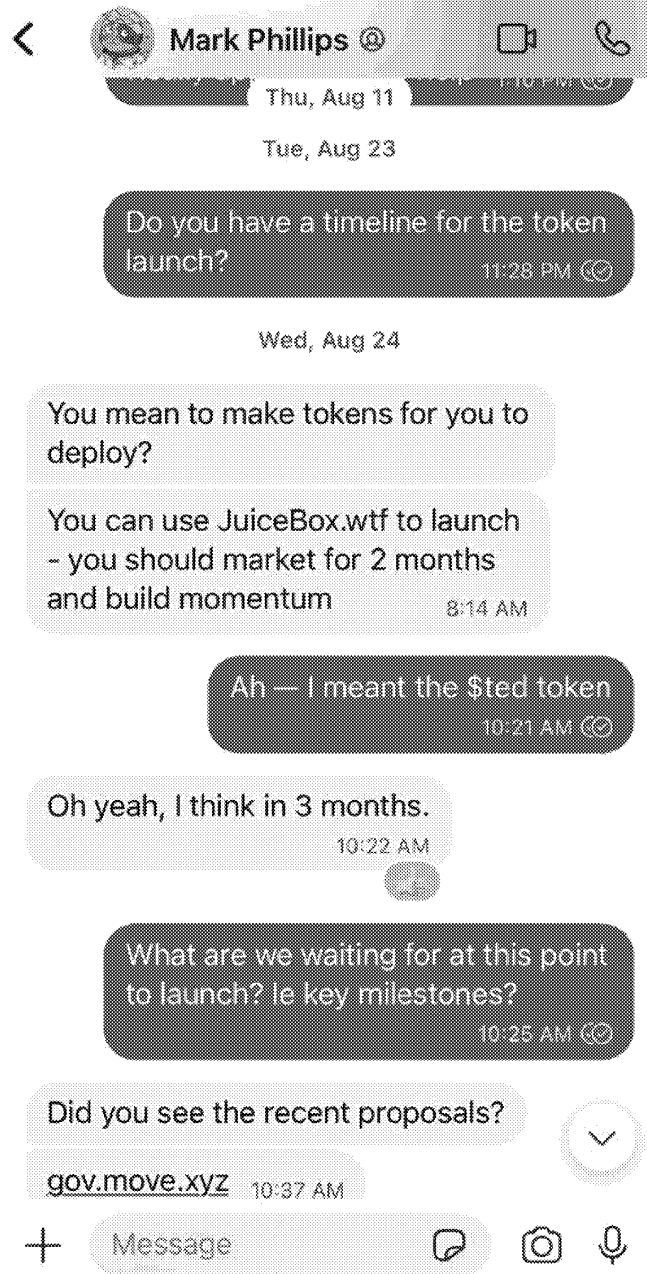 Mark Phillips
Thu, Aug 11
Tue, Aug 23
Do you have a timeline for the token
launch?
11:28 PM
Wed, Aug 24
You mean to make tokens for you to
deploy?
You can use JuiceBox.wtf to launch
- you should market for 2 months
and build momentum
8:14 AM
Ah — I meant the $ted token
10:21 AM
Oh yeah, I think in 3 months.
10:22 AM
What are we waiting for at this point
to launch? Ie key milestones?
10:25 AM
Did you see the recent proposals?
gov.move.xyz 10:37 AM
Message